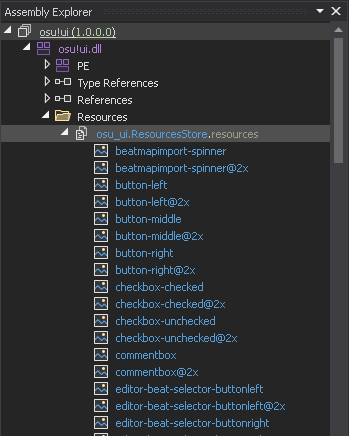 Assembly Explorer
osu!ui (1.0.0.0)
osu!ui.dll
PE
Type References
References
Resources
osu_ui.ResourcesStore.resources
beatmapimport-spinner
beatmapimport-spinner@2x
button-left
button-left@2x
button-middle
button-middle@2x
button-right
button-right@2x
checkbox-checked
checkbox-checked@2x
checkbox-unchecked
checkbox-unchecked@2x
commentbox
commentbox@2x
editor-beat-selector-buttonleft
editor-beat-selector-buttonleft@2x
editor-beat-selector-buttonright